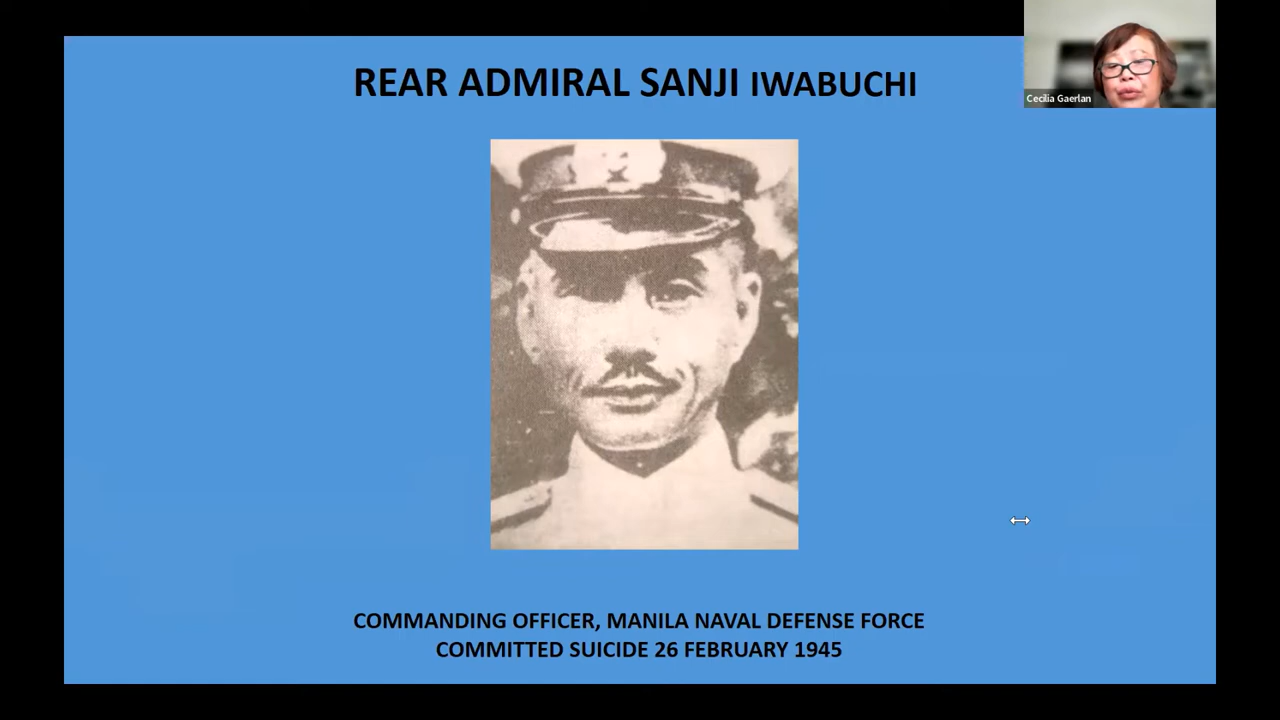 REAR ADMIRAL SANJI IWABUCHI
Cecilia Gaerlan
COMMANDING OFFICER, MANILA NAVAL DEFENSE FORCE
COMMITTED SUICIDE 26 FEBRUARY 1945